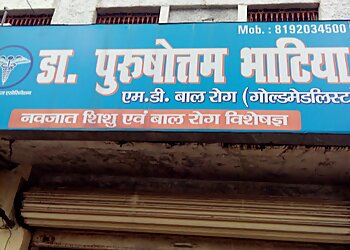 Mob. : 8192034500
डा. पुरुषोत्तम भाटिया
एम.डी. बाल रोग (गोल्डमेडलिस्ट
नवजात शिशु एवं बाल रोग विशेषज्ञ